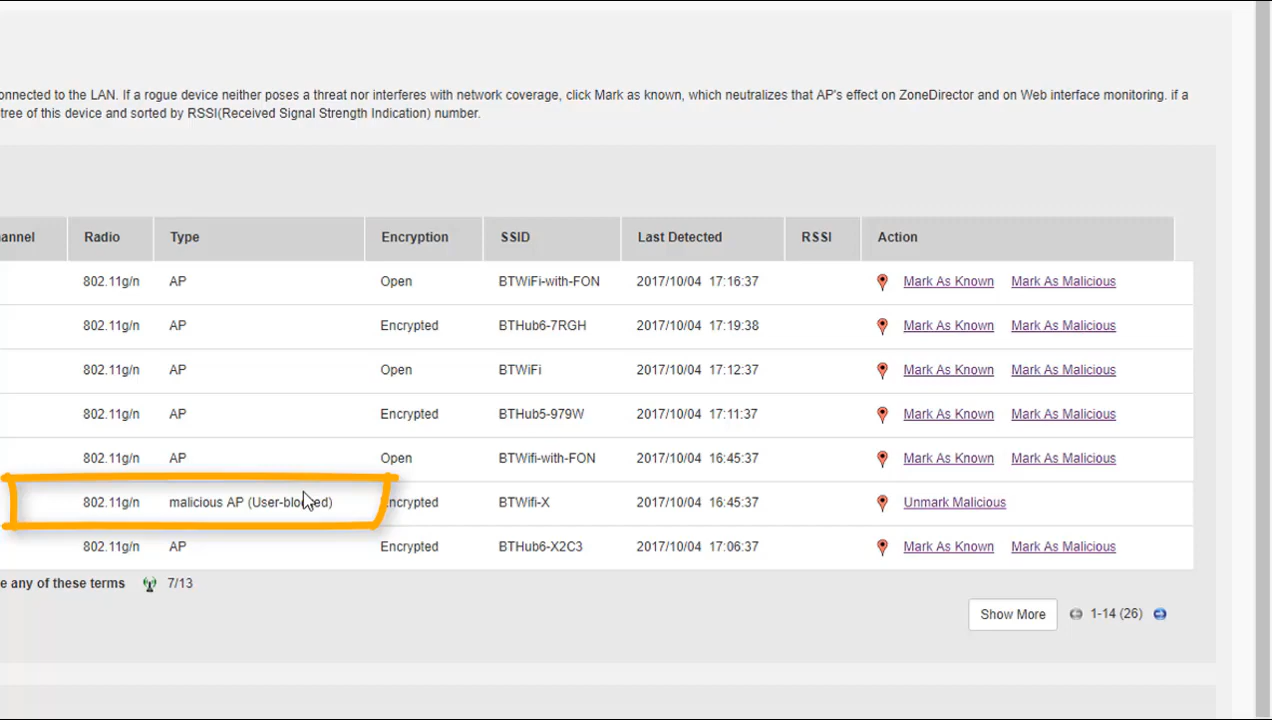 onnected to the LAN. If a rogue device neither poses a threat nor interferes with network coverage, click Mark as known, which neutralizes that AP's effect on ZoneDirector and on Web interface monitoring. if a
tree of this device and sorted by RSSI(Received Signal Strength Indication) number.
annel Radio Type Encryption SSID Last Detected RSSI Action
802.11g/n AP Open BTWiFi-with-FON 2017/10/04 17:16:37 Mark As Known Mark As Malicious
802.11g/n AP Encrypted BTHub6-7RGH 2017/10/04 17:19:38 Mark As Known Mark As Malicious
802.11g/n AP Open BTWiFi 2017/10/04 17:12:37 Mark As Known Mark As Malicious
802.11g/n AP Encrypted BTHub5-979W 2017/10/04 17:11:37 Mark As Known Mark As Malicious
802.11g/n AP Open BTWifi-with-FON 2017/10/04 16:45:37 Mark As Known Mark As Malicious
802.11g/n malicious AP (User-blocked) Encrypted BTWifi-X 2017/10/04 16:45:37 Unmark Malicious
802.11g/n AP Encrypted BTHub6-X2C3 2017/10/04 17:06:37 Mark As Known Mark As Malicious
e any of these terms 7/13
Show More 1-14 (26)